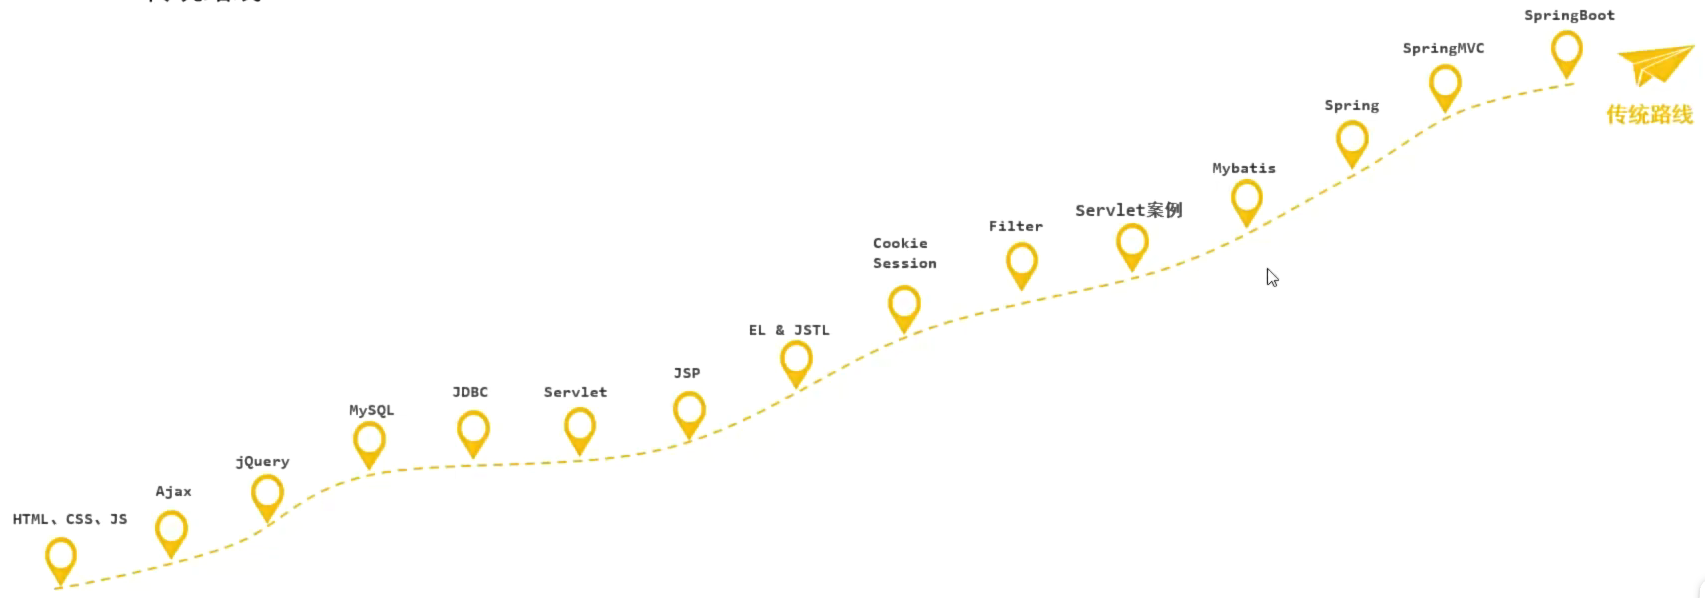 HTML、CSS、JS
Ajax
jQuery
MySQL
JDBC
Servlet
JSP
EL & JSTL
Cookie
Session
Filter
Servlet案例
Mybatis
Spring
SpringMVC
SpringBoot
传统路线